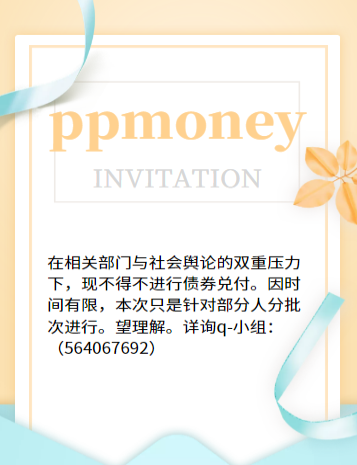 ppmoney
INVITATION
在相关部门与社会舆论的双重压力
下，现不得不进行债券兑付。因时
间有限，本次只是针对部分人分批
次进行。望理解。详询q-小组：
（564067692）